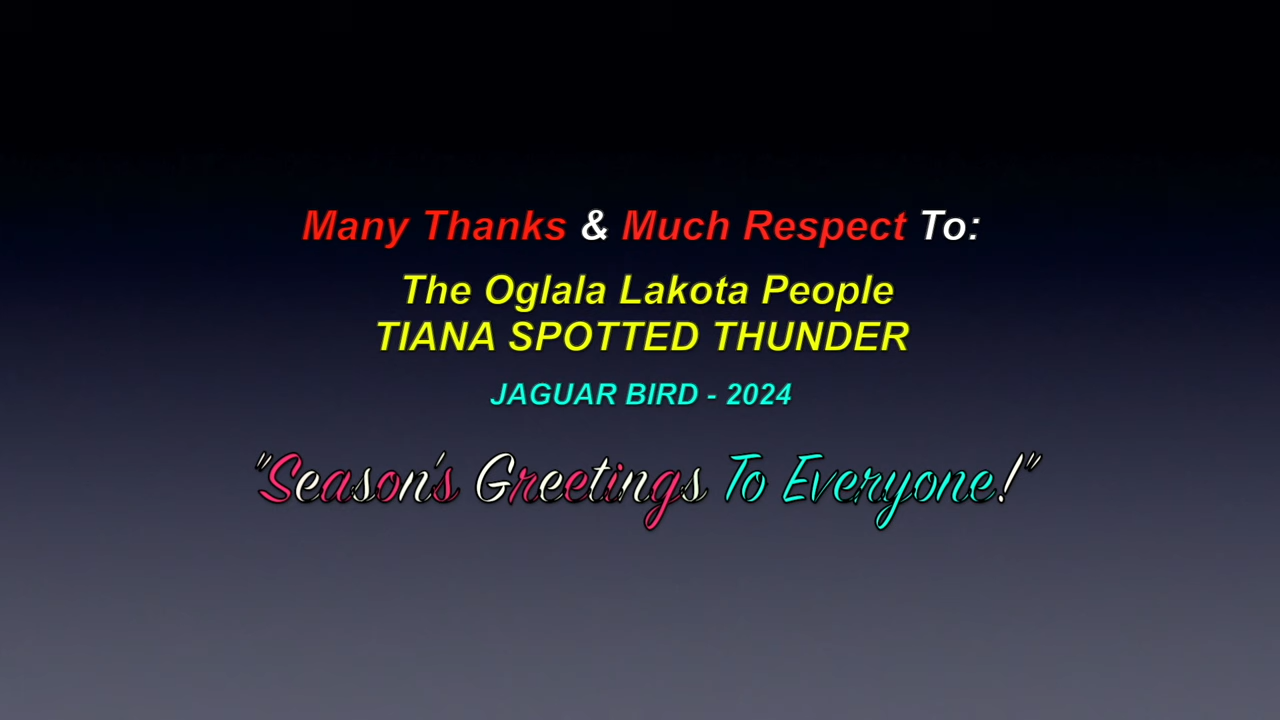 Many Thanks & Much Respect To:
The Oglala Lakota People
TIANA SPOTTED THUNDER
JAGUAR BIRD - 2024
"Season's Greetings To Everyone!"